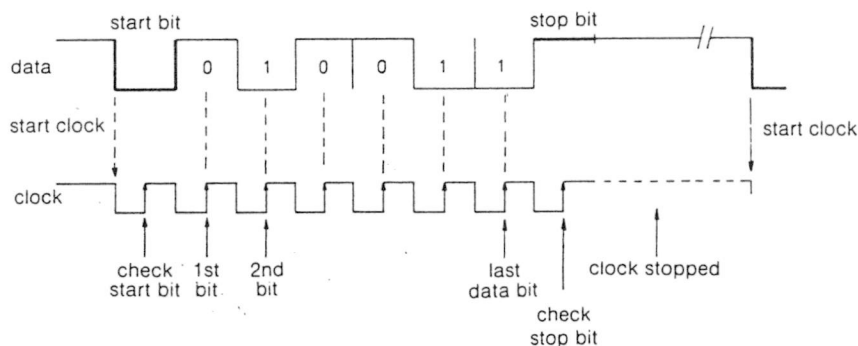 start bit
stop bit
data
0 1 0 0 1 1
start clock
start clock
clock
check
start bit
1st
bit
2nd
bit
last
data bit
clock stopped
check
stop bit